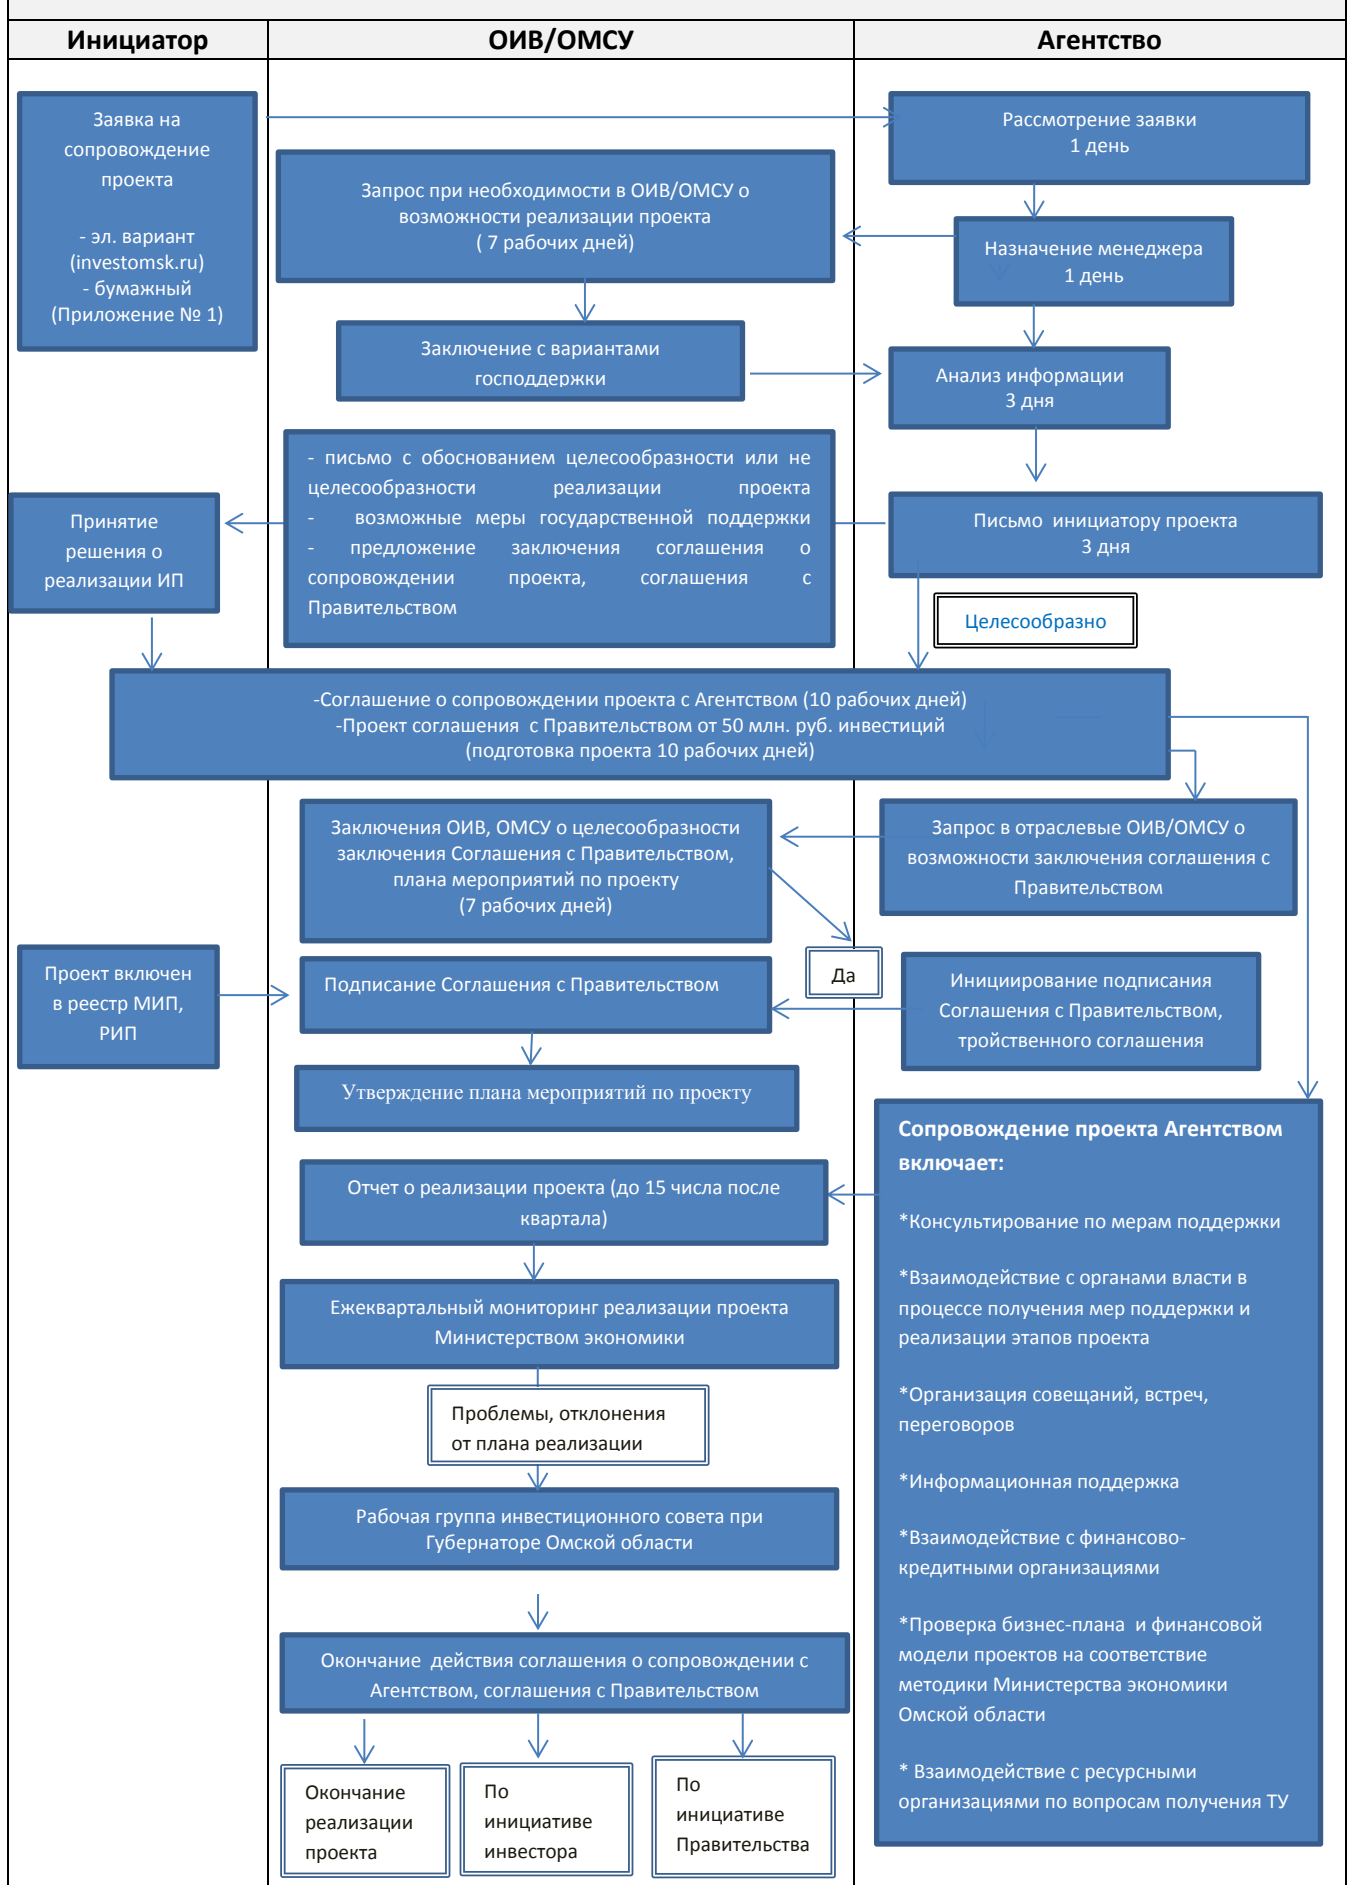 Инициатор
ОИВ/ОМСУ
Агентство
Заявка на
сопровождение
проекта
- эл. вариант
(investomsk.ru)
- бумажный
(Приложение № 1)
Рассмотрение заявки
1 день
Запрос при необходимости в ОИВ/ОМСУ о
возможности реализации проекта
( 7 рабочих дней)
Назначение менеджера
1 день
Заключение с вариантами
господдержки
Анализ информации
3 дня
- письмо с обоснованием целесообразности или не
целесообразности реализации проекта
- возможные меры государственной поддержки
- предложение заключения соглашения о
сопровождении проекта, соглашения с
Правительством
Принятие
решения о
реализации ИП
Письмо инициатору проекта
3 дня
Целесообразно
-Соглашение о сопровождении проекта с Агентством (10 рабочих дней)
-Проект соглашения с Правительством от 50 млн. руб. инвестиций
(подготовка проекта 10 рабочих дней)
Заключения ОИВ, ОМСУ о целесообразности
заключения Соглашения с Правительством,
плана мероприятий по проекту
(7 рабочих дней)
Запрос в отраслевые ОИВ/ОМСУ о
возможности заключения соглашения с
Правительством
Да
Проект включен
в реестр МИП,
РИП
Подписание Соглашения с Правительством
Инициирование подписания
Соглашения с Правительством,
тройственного соглашения
Утверждение плана мероприятий по проекту
Отчет о реализации проекта (до 15 числа после
квартала)
Ежеквартальный мониторинг реализации проекта
Министерством экономики
Проблемы, отклонения
от плана реализации
Рабочая группа инвестиционного совета при
Губернаторе Омской области
Окончание действия соглашения о сопровождении с
Агентством, соглашения с Правительством
Окончание
реализации
проекта
По
инициативе
инвестора
По
инициативе
Правительства
Сопровождение проекта Агентством
включает:
*Консультирование по мерам поддержки
*Взаимодействие с органами власти в
процессе получения мер поддержки и
реализации этапов проекта
*Организация совещаний, встреч,
переговоров
*Информационная поддержка
*Взаимодействие с финансово-
кредитными организациями
*Проверка бизнес-плана и финансовой
модели проектов на соответствие
методики Министерства экономики
Омской области
* Взаимодействие с ресурсными
организациями по вопросам получения ТУ